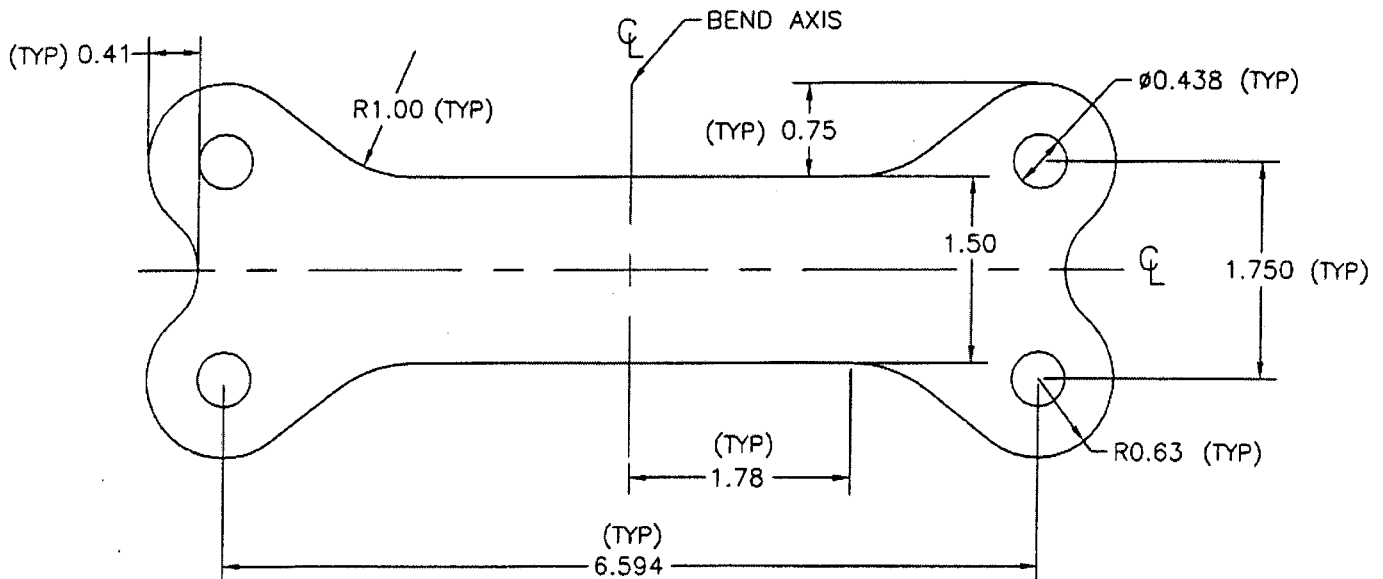 BEND AXIS
℄
(TYP) 0.41
R1.00 (TYP)
(TYP) 0.75
ø0.438 (TYP)
1.50
℄
1.750 (TYP)
(TYP)
1.78
R0.63 (TYP)
(TYP)
6.594